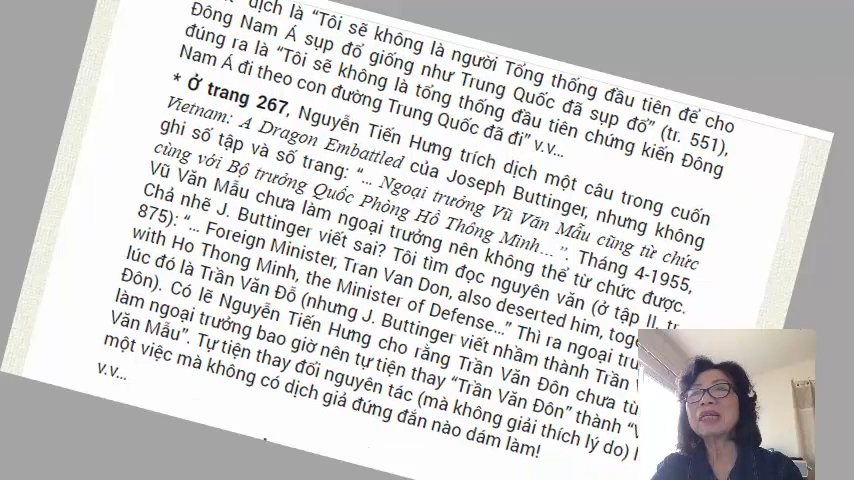 dịch là “Tôi sẽ không là người Tổng thống đầu tiên để cho
Đông Nam Á sụp đổ giống như Trung Quốc đã sụp đổ” (tr. 551),
đúng ra là “Tôi sẽ không là tổng thống đầu tiên chứng kiến Đông
Nam Á đi theo con đường Trung Quốc đã đi” v.v...
* Ở trang 267, Nguyễn Tiến Hưng trích dịch một câu trong cuốn
Vietnam: A Dragon Embattled của Joseph Buttinger, nhưng không
ghi số tập và số trang: “... Ngoại trưởng Vũ Văn Mẫu cũng từ chức
cùng với Bộ trưởng Quốc Phòng Hồ Thông Minh...”. Tháng 4-1955,
Vũ Văn Mẫu chưa làm ngoại trưởng nên không thể từ chức được.
Chả nhẽ J. Buttinger viết sai? Tôi tìm đọc nguyên văn (ở tập II, tr.
875): “... Foreign Minister, Tran Van Don, also deserted him,
with Ho Thong Minh, the Minister of Defense...” Thì ra ngoại
lúc đó là Trần Văn Đỗ (nhưng J. Buttinger viết nhầm thành Trần
Đôn). Có lẽ Nguyễn Tiến Hưng cho rằng Trần Văn Đôn chưa
làm ngoại trưởng bao giờ nên tự tiện thay “Trần Văn Đôn” thành
Văn Mẫu”. Tự tiện thay đổi nguyên tác (mà không giải thích lý do)
một việc mà không có dịch giả đứng đắn nào dám làm!
v.v...